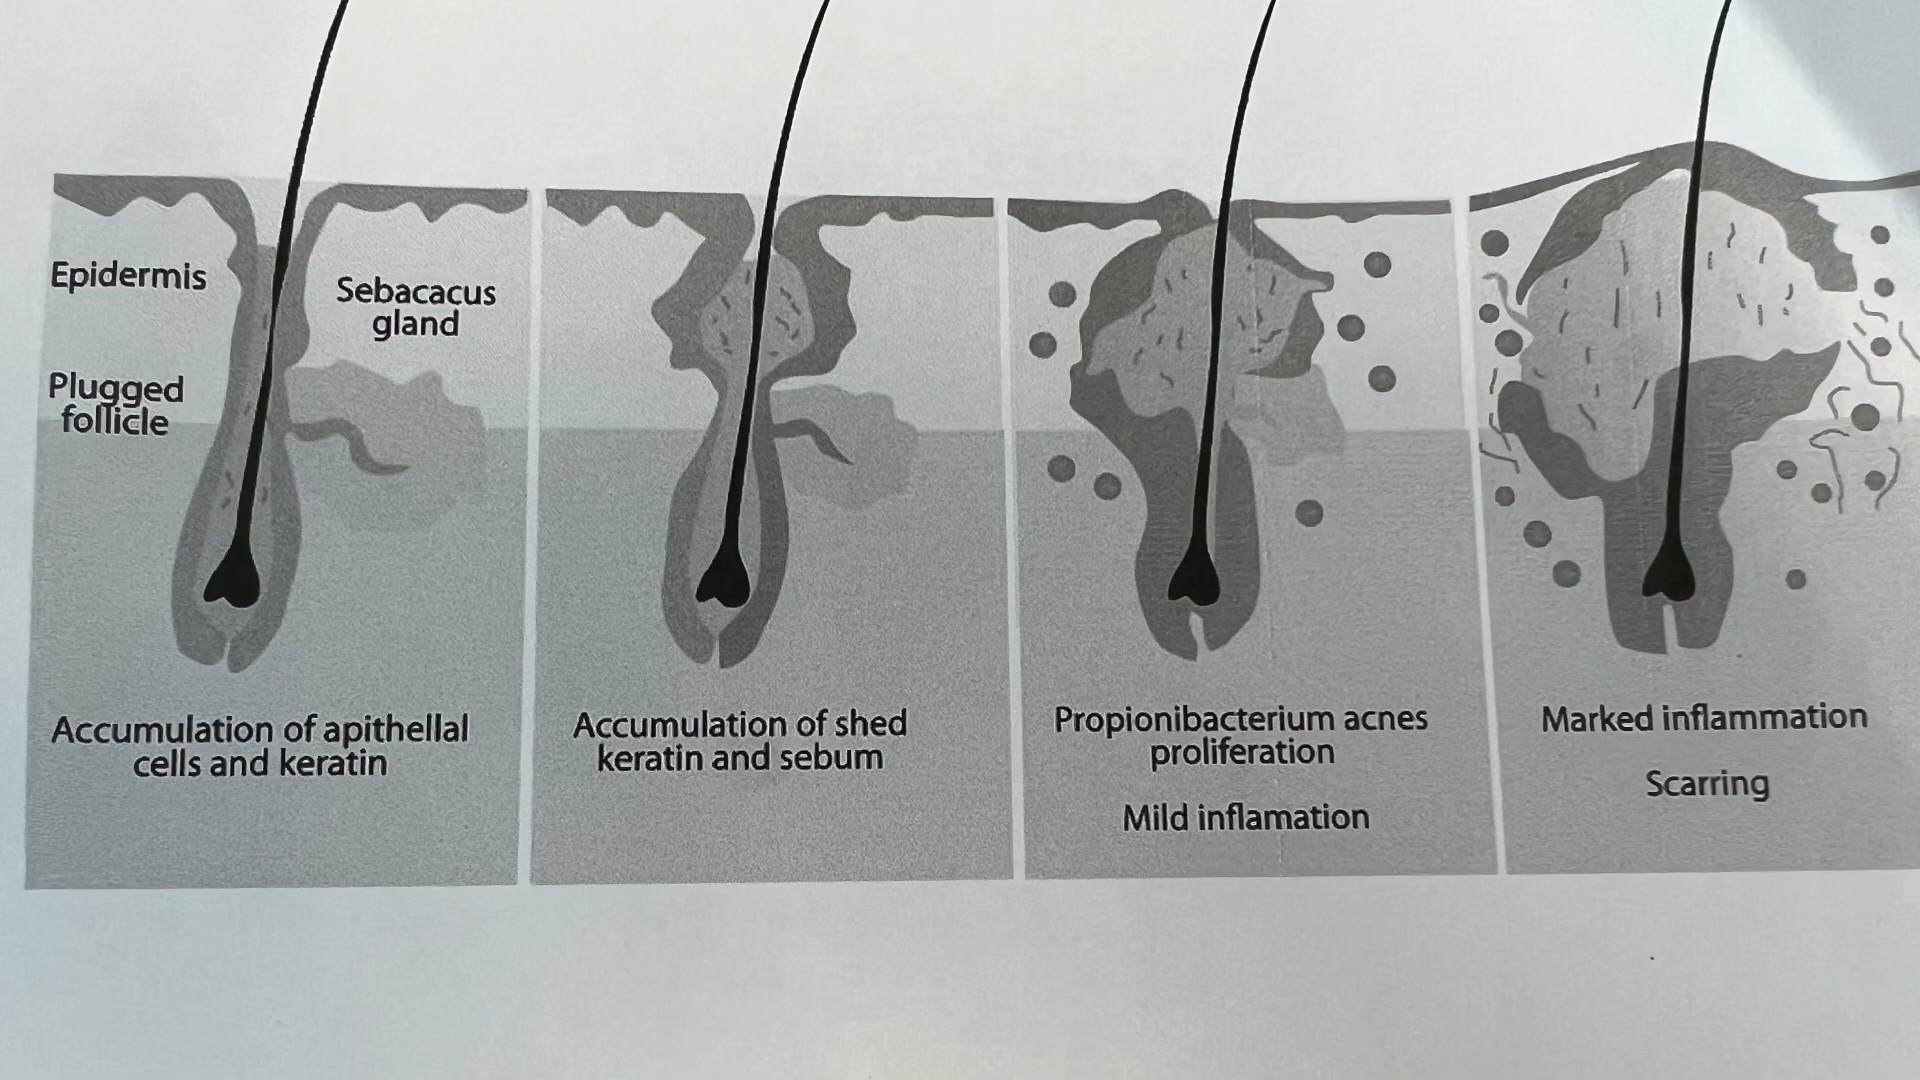 Epidermis
Sebacacus
gland
Plugged
follicle
Accumulation of apithellal
cells and keratin
Accumulation of shed
keratin and sebum
Propionibacterium acnes
proliferation
Mild inflamation
Marked inflammation
Scarring